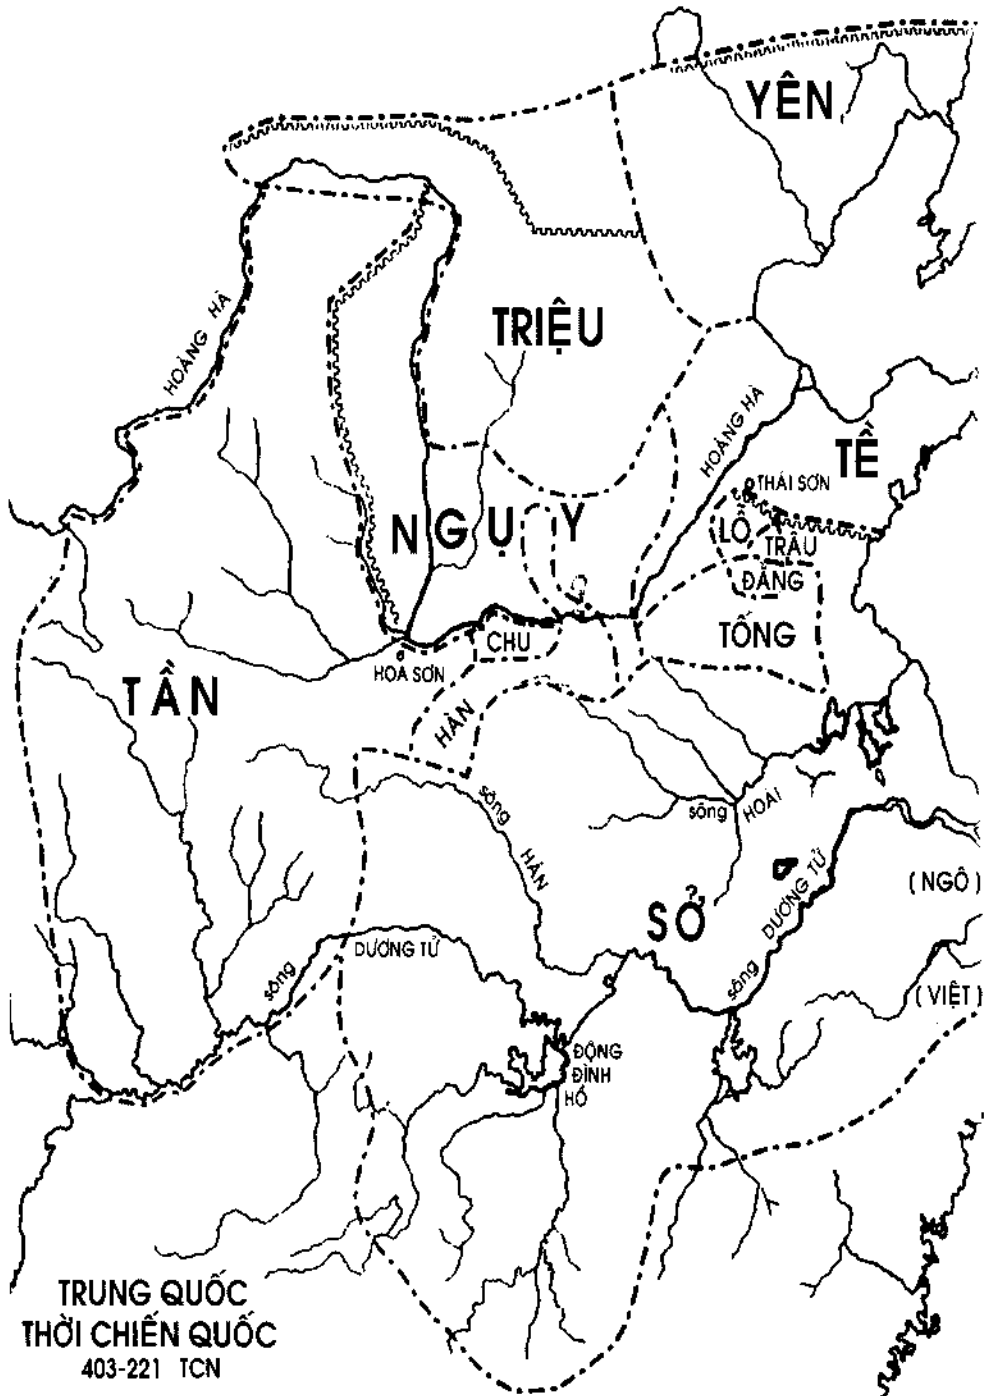 YÊN
TRIỆU
HOÀNG HÀ
HOÀNG HÀ
TỀ
THÁI SƠN
NGỤY
LỖ
TRÂU
ĐẰNG
TỐNG
CHU
HOA SƠN
HÀN
TẦN
sông
HÀN
sông
HOÀI
SỞ
sông
DƯƠNG TỬ
(NGÔ)
sông
DƯƠNG TỬ
(VIỆT)
ĐỘNG
ĐÌNH
HỒ
TRUNG QUỐC
THỜI CHIẾN QUỐC
403-221 TCN